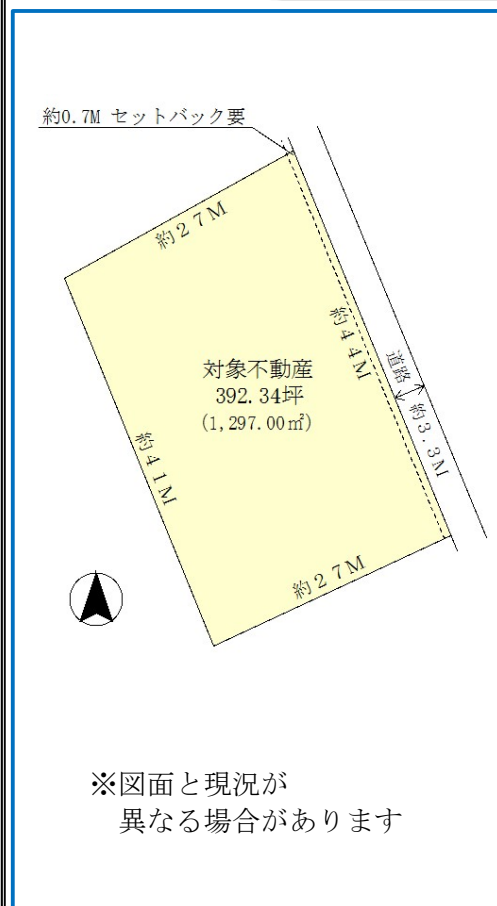 約0.7M セットバック要
約27M
約44M
道路
約3.3M
対象不動産
392.34坪
(1,297.00㎡)
約41M
約27M
※図面と現況が
異なる場合があります